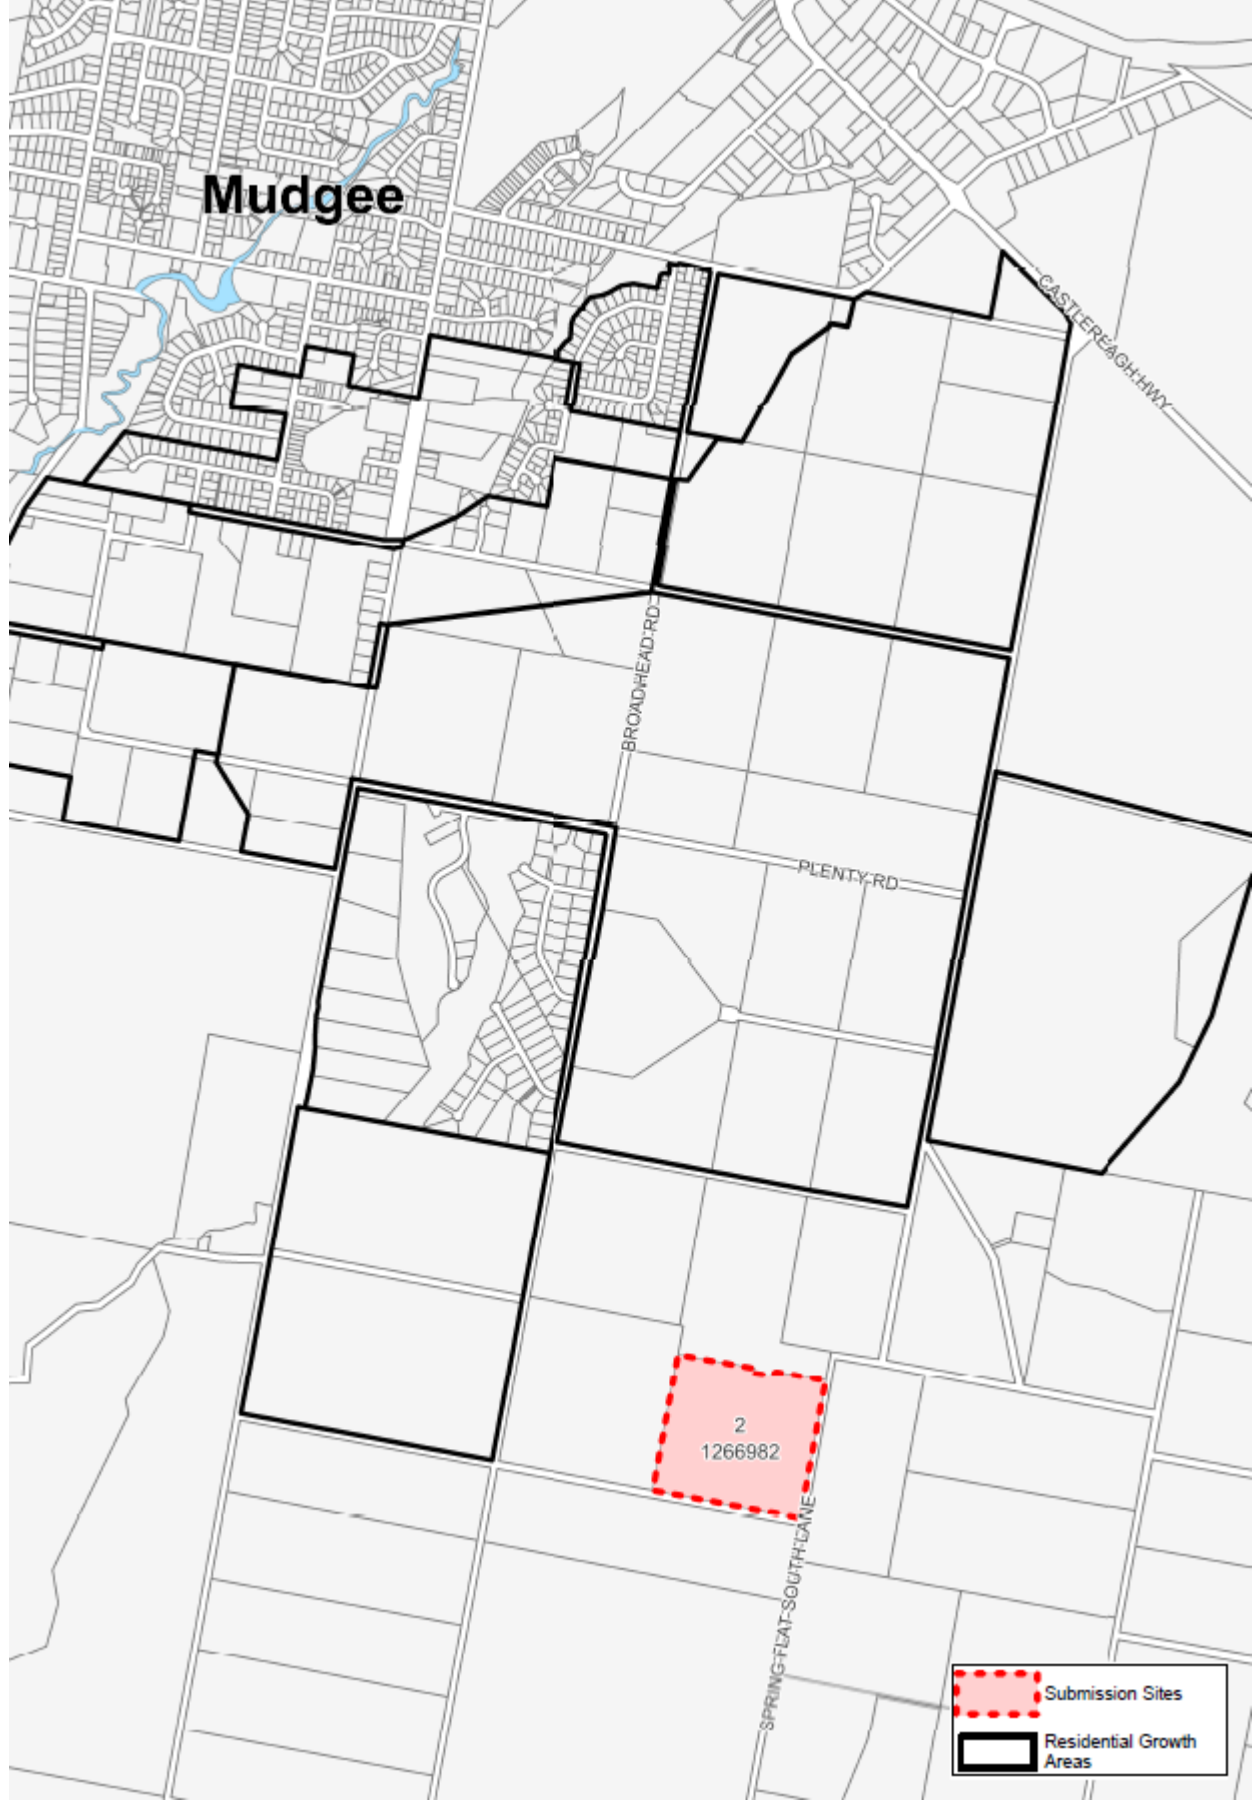 Mudgee
CASTLEREAGH HWY
BROADHEAD RD
PLENTY RD
2
1266982
SPRING FLAT SOUTH LANE
Submission Sites
Residential Growth
Areas